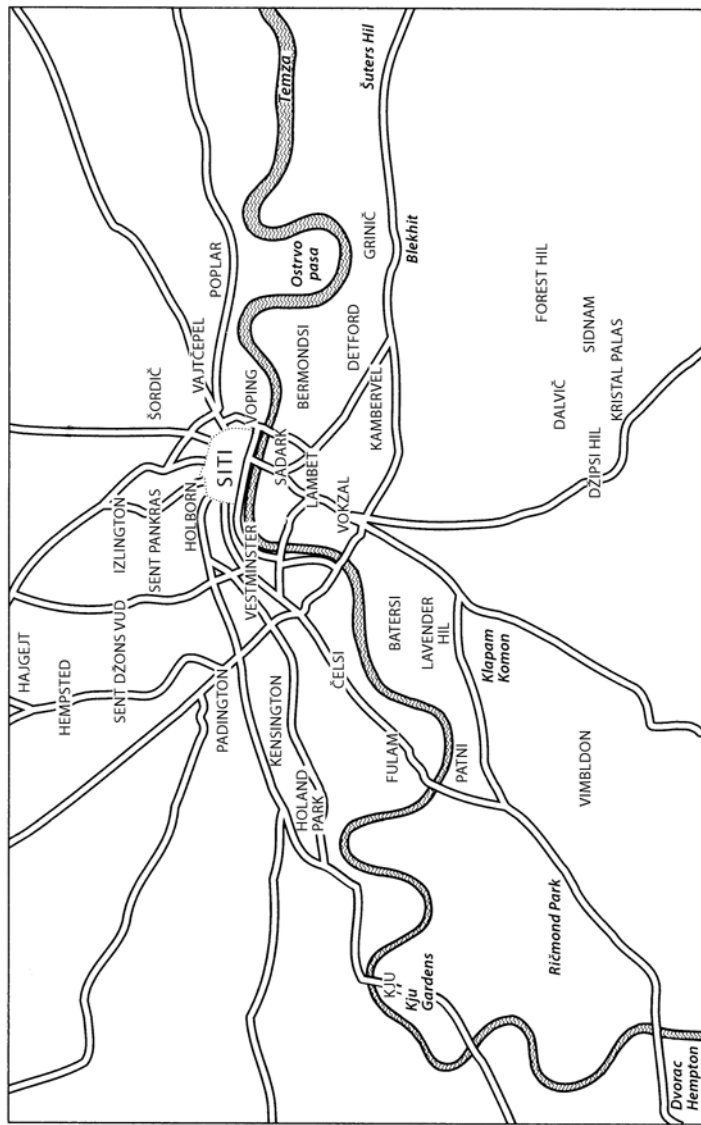 HAJGEJT
HEMPSTED
SENT DŽONS VUD
IZLINGTON
SENT PANKRAS
ŠORDIČ
HOLBORN
VAJTČEPEL
POPLAR
SITI
PADINGTON
VESTMINSTER
VOPING
Temza
KENSINGTON
HOLAND
PARK
SADARK
LAMBET
BERMONDSI
Ostrvo
pasa
ČELSI
VOKZAL
DETFORD
GRINIČ
Šuters Hil
KJU
Kju
Gardens
FULAM
BATERSI
KAMBERVEL
Blekhit
LAVENDER
HIL
PATNI
Klapam
Komon
Ričmond Park
VIMBLDON
DALVIČ
FOREST HIL
DŽIPSI HIL
SIDNAM
KRISTAL PALAS
Dvorac
Hempton